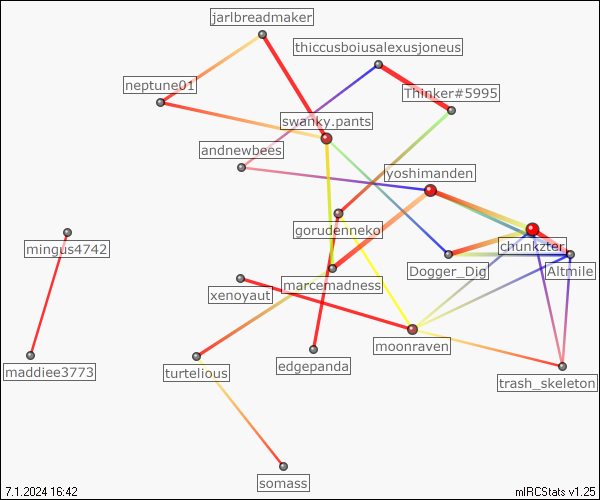 jarlbreadmaker
thiccusboiusalexusjoneus
neptune01
Thinker#5995
swanky.pants
andnewbees
yoshimanden
gorudenneko
chunkzter
mingus4742
Dogger_Dig
Altmile
marcemadness
xenoyaut
moonraven
edgepanda
maddiee3773
turtelious
trash_skeleton
somass
7.1.2024 16:42
mIRCStats v1.25